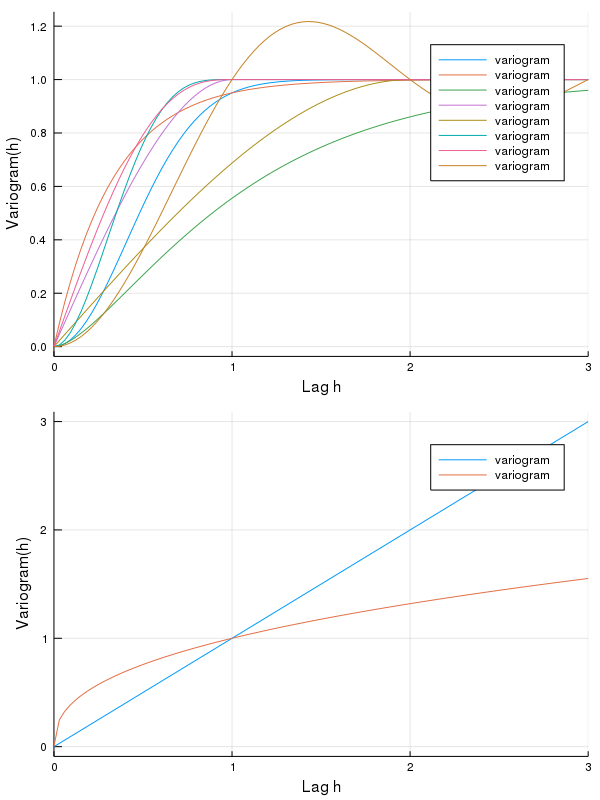 Variogram(h)
1.2
1.0
0.8
0.6
0.4
0.2
0.0
variogram
variogram
variogram
variogram
variogram
variogram
variogram
variogram
0 1 2 3
Lag h
Variogram(h)
3
2
1
0
variogram
variogram
0 1 2 3
Lag h